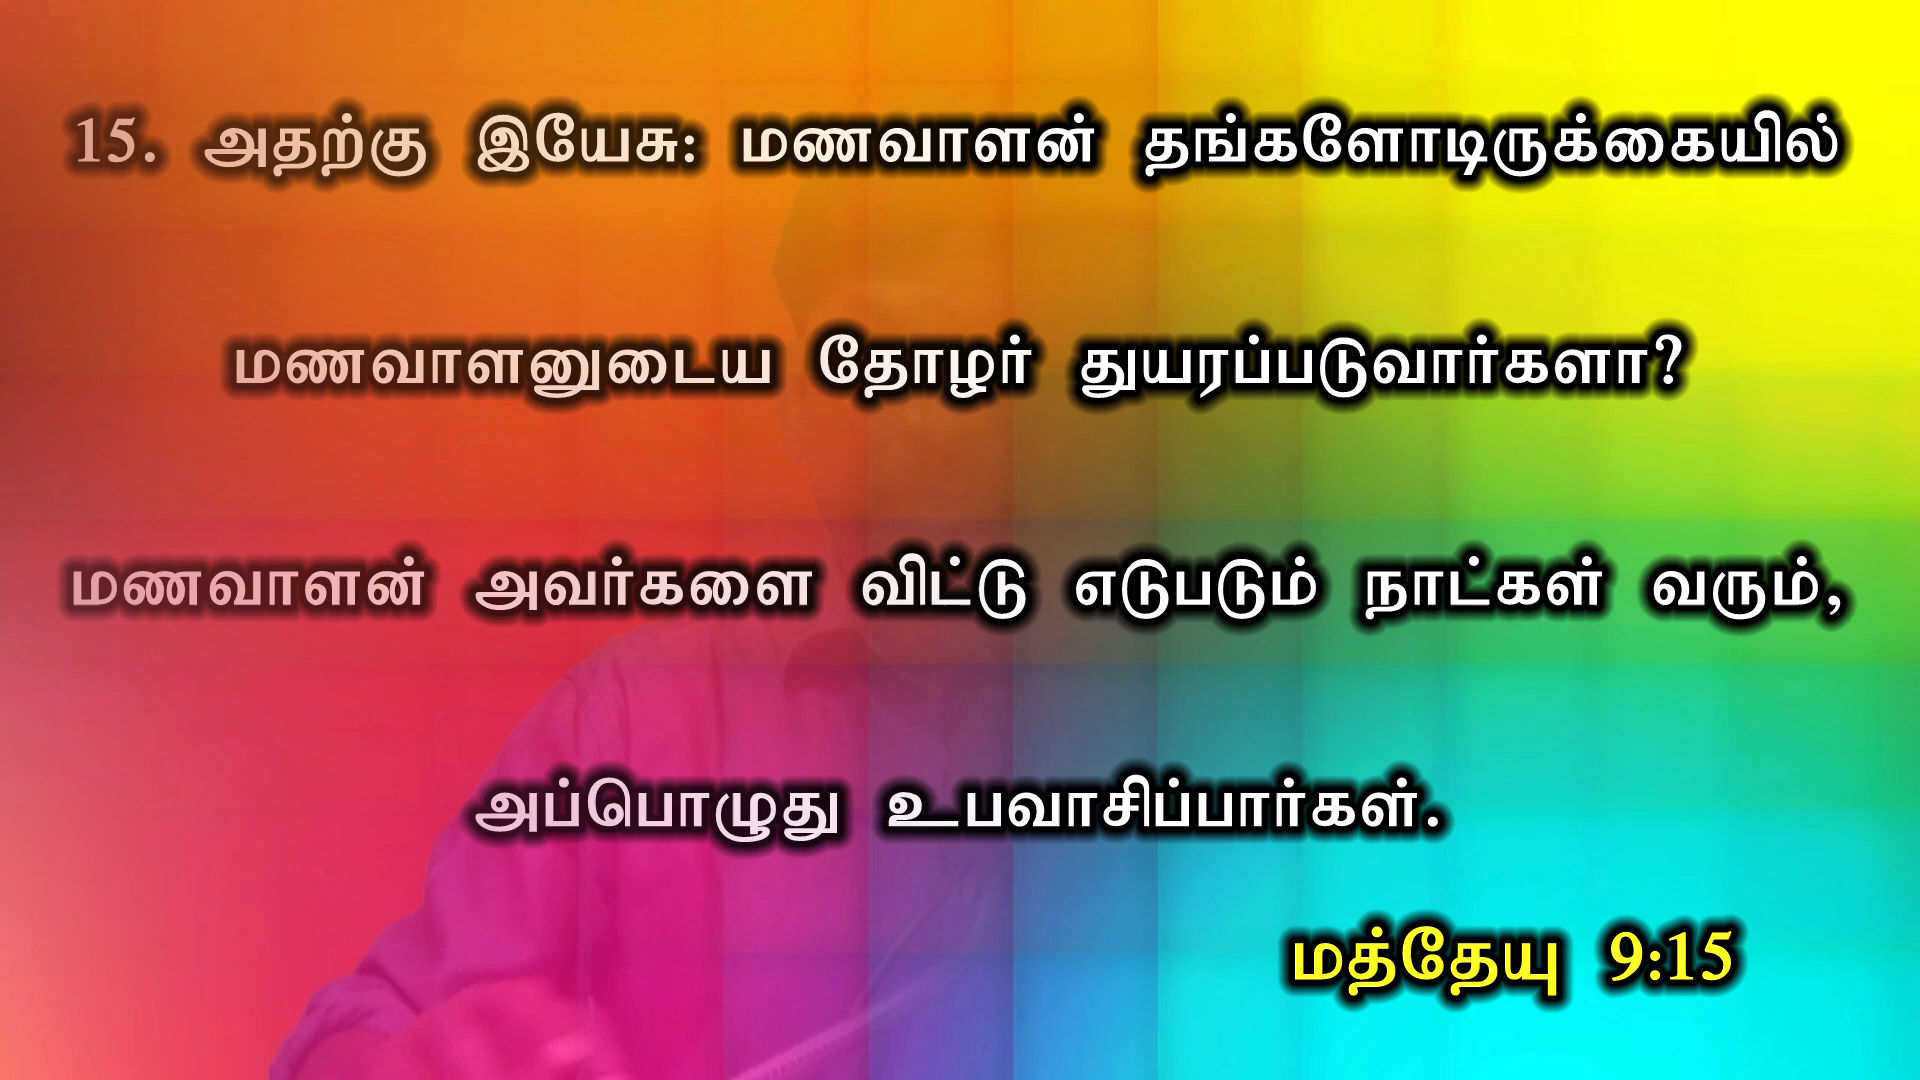 15. அதற்கு இயேசு: மணவாளன் தங்களோடிருக்கையில்
மணவாளனுடைய தோழர் துயரப்படுவார்களா?
மணவாளன் அவர்களை விட்டு எடுபடும் நாட்கள் வரும்,
அப்பொழுது உபவாசிப்பார்கள்.
மத்தேயு 9:15